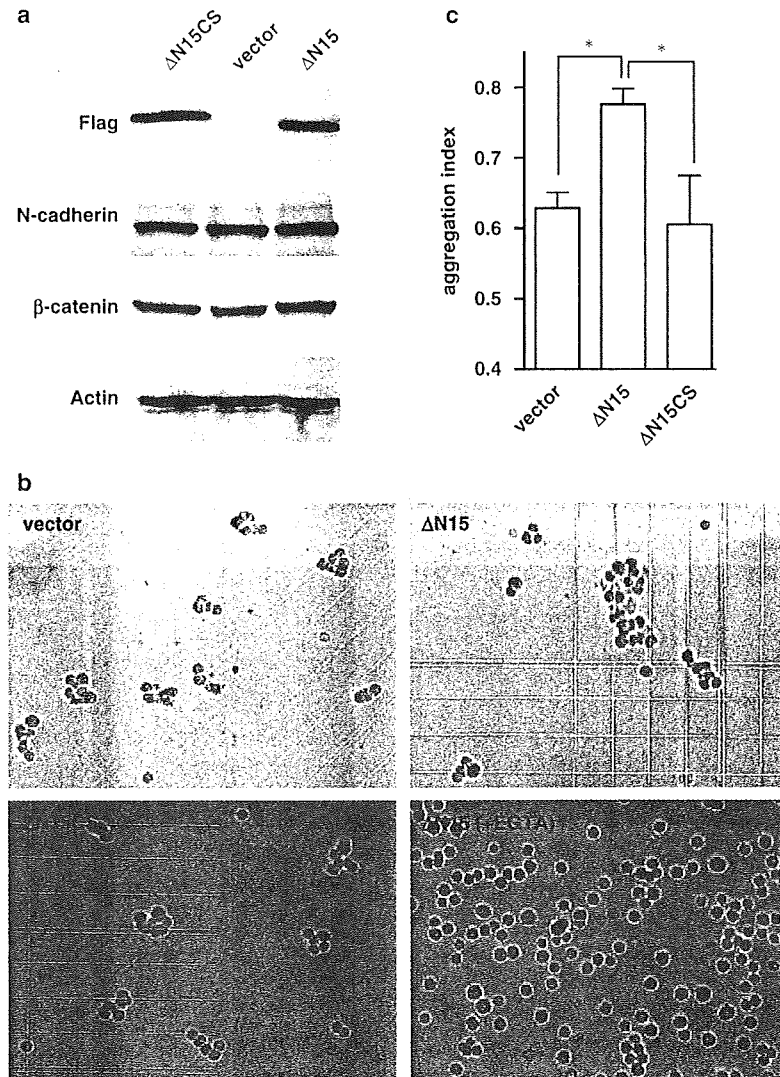 a
ΔN15CS vector ΔN15
Flag
N-cadherin
β-catenin
Actin
c
* *
0.8
0.7
0.6
0.5
0.4
aggregation index
vector ΔN15 ΔN15CS
b
vector ΔN15
EGTA)